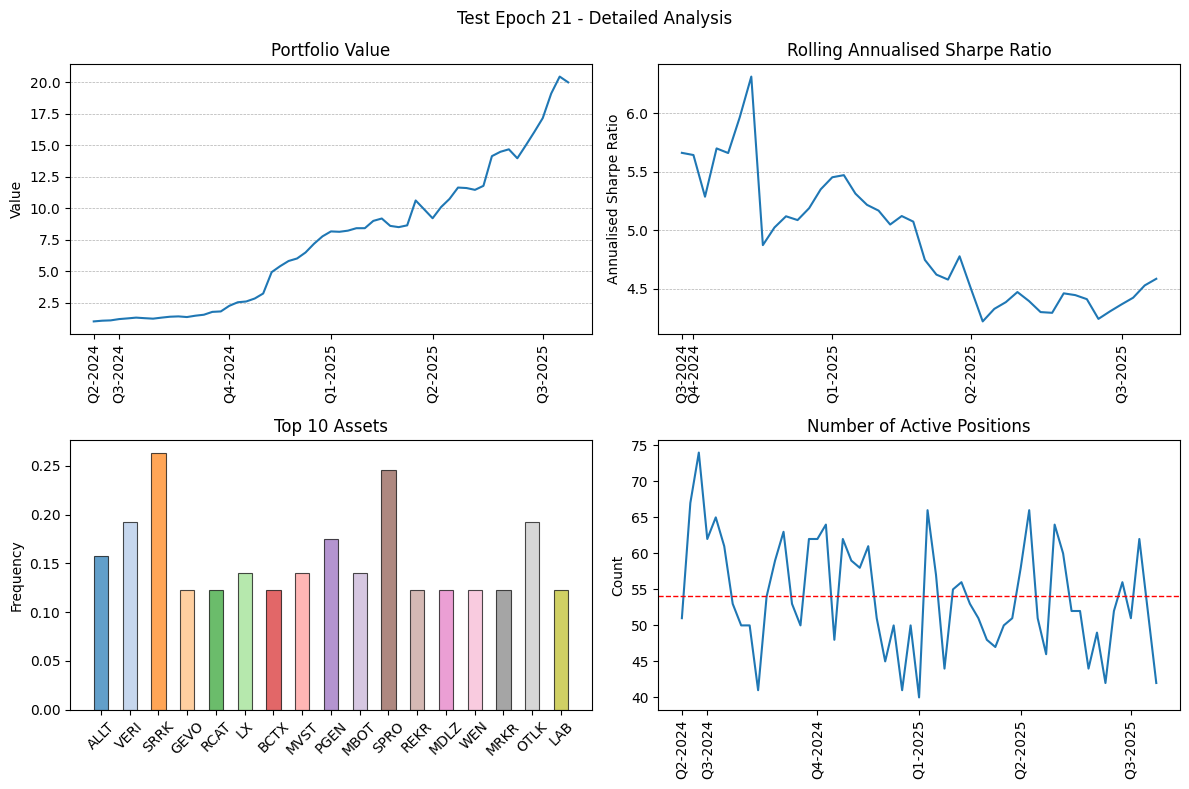 Test Epoch 21 - Detailed Analysis
Portfolio Value
Value
20.0
17.5
15.0
12.5
10.0
7.5
5.0
2.5
Q2-2024
Q3-2024
Q4-2024
Q1-2025
Q2-2025
Q3-2025
Rolling Annualised Sharpe Ratio
Annualised Sharpe Ratio
6.0
5.5
5.0
4.5
Q3-2024
Q4-2024
Q1-2025
Q2-2025
Q3-2025
Top 10 Assets
Frequency
0.25
0.20
0.15
0.10
0.05
0.00
ALLT
VERI
SRRK
GEVO
RCAT
LX
BCTX
MVST
PGEN
MBOT
SPRO
REKR
MDLZ
WEN
MRKR
OTLK
LAB
Number of Active Positions
Count
75
70
65
60
55
50
45
40
Q2-2024
Q3-2024
Q4-2024
Q1-2025
Q2-2025
Q3-2025